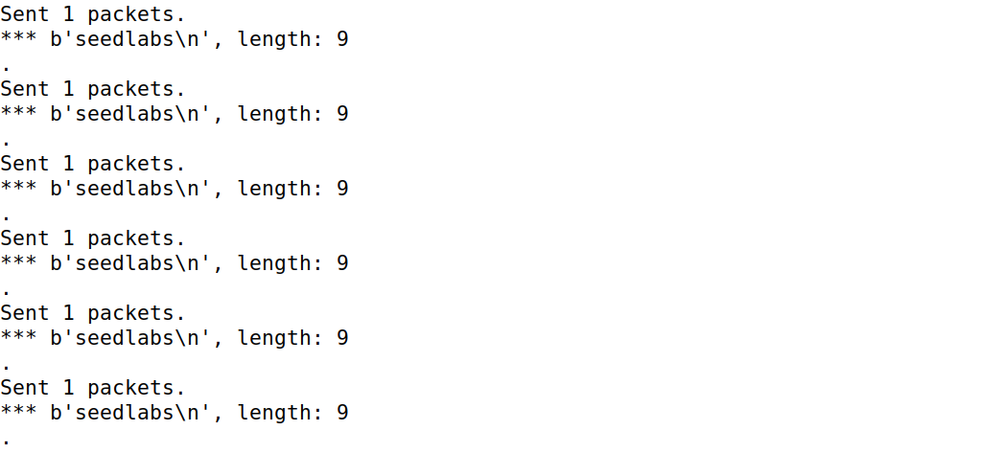 Sent 1 packets.
*** b'seedlabs\n', length: 9
.
Sent 1 packets.
*** b'seedlabs\n', length: 9
.
Sent 1 packets.
*** b'seedlabs\n', length: 9
.
Sent 1 packets.
*** b'seedlabs\n', length: 9
.
Sent 1 packets.
*** b'seedlabs\n', length: 9
.
Sent 1 packets.
*** b'seedlabs\n', length: 9
.